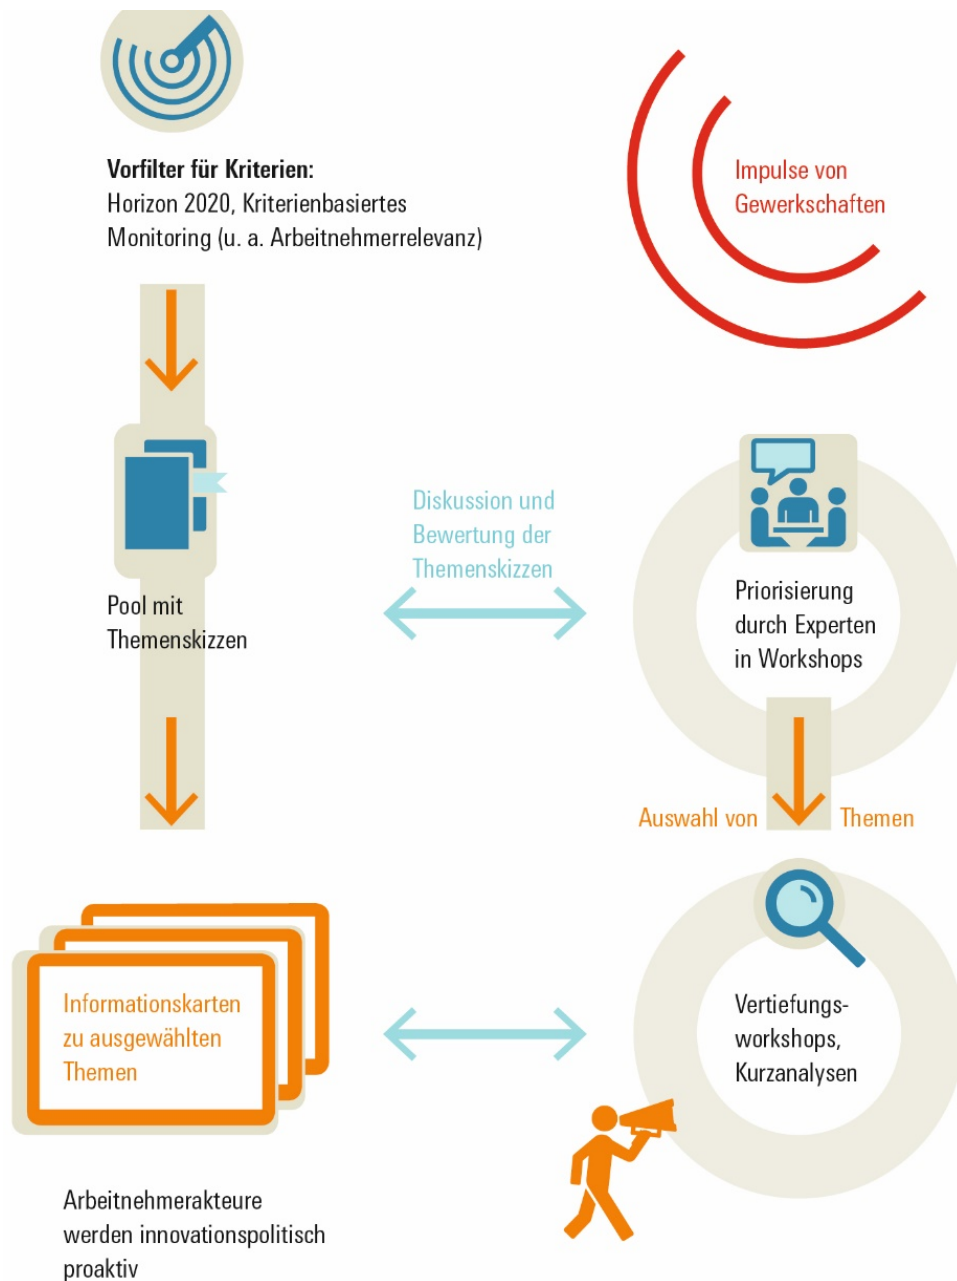 Vorfilter für Kriterien:
Horizon 2020, Kriterienbasiertes
Monitoring (u. a. Arbeitnehmerrelevanz)
Impulse von
Gewerkschaften
Pool mit
Themenskizzen
Diskussion und
Bewertung der
Themenskizzen
Priorisierung
durch Experten
in Workshops
Auswahl von Themen
Informationskarten
zu ausgewählten
Themen
Vertiefungs-
workshops,
Kurzanalysen
Arbeitnehmerakteure
werden innovationspolitisch
proaktiv